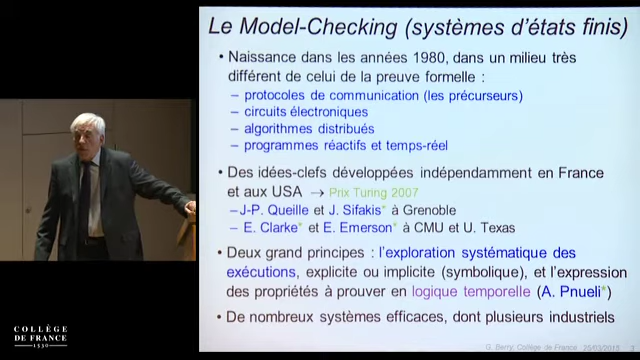 Le Model-Checking (systèmes d'états finis)
• Naissance dans les années 1980, dans un milieu très
différent de celui de la preuve formelle :
– protocoles de communication (les précurseurs)
– circuits électroniques
– algorithmes distribués
– programmes réactifs et temps-réel
• Des idées-clefs développées indépendamment en France
et aux USA → Prix Turing 2007
–J-P. Queille et J. Sifakis* à Grenoble
– E. Clarke* et E. Emerson* à CMU et U. Texas
• Deux grand principes : l'exploration systématique des
exécutions, explicite ou implicite (symbolique), et l'expression
des propriétés à prouver en logique temporelle (A. Pnueli*)
• De nombreux systèmes efficaces, dont plusieurs industriels
G. Berry, Collège de France 25/03/2015 3
COLLÈGE
DE FRANCE
1530